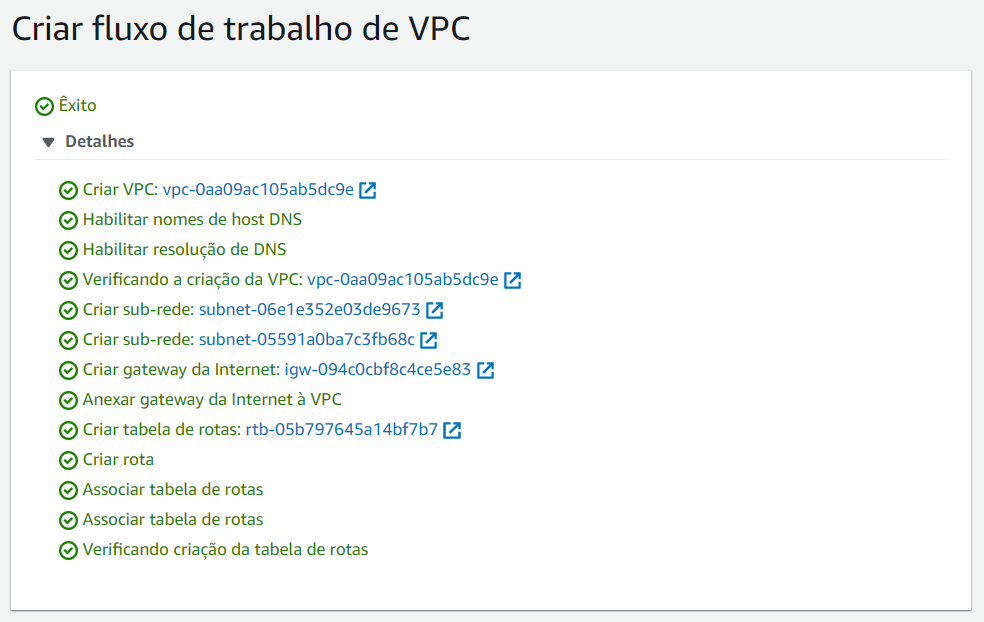 Criar fluxo de trabalho de VPC
Êxito
Detalhes
Criar VPC: vpc-0aa09ac105ab5dc9e
Habilitar nomes de host DNS
Habilitar resolução de DNS
Verificando a criação da VPC: vpc-0aa09ac105ab5dc9e
Criar sub-rede: subnet-06e1e352e03de9673
Criar sub-rede: subnet-05591a0ba7c3fb68c
Criar gateway da Internet: igw-094c0cbf8c4ce5e83
Anexar gateway da Internet à VPC
Criar tabela de rotas: rtb-05b797645a14bf7b7
Criar rota
Associar tabela de rotas
Associar tabela de rotas
Verificando criação da tabela de rotas